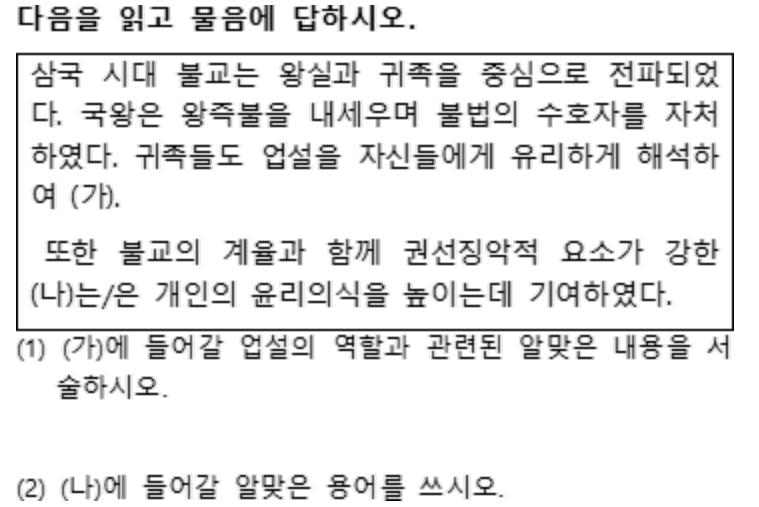 다음을 읽고 물음에 답하시오.
삼국 시대 불교는 왕실과 귀족을 중심으로 전파되었
다. 국왕은 왕즉불을 내세우며 불법의 수호자를 자처
하였다. 귀족들도 업설을 자신들에게 유리하게 해석하
여 (가).
또한 불교의 계율과 함께 권선징악적 요소가 강한
(나)는/은 개인의 윤리의식을 높이는데 기여하였다.
(1) (가)에 들어갈 업설의 역할과 관련된 알맞은 내용을 서
술하시오.
(2) (나)에 들어갈 알맞은 용어를 쓰시오.